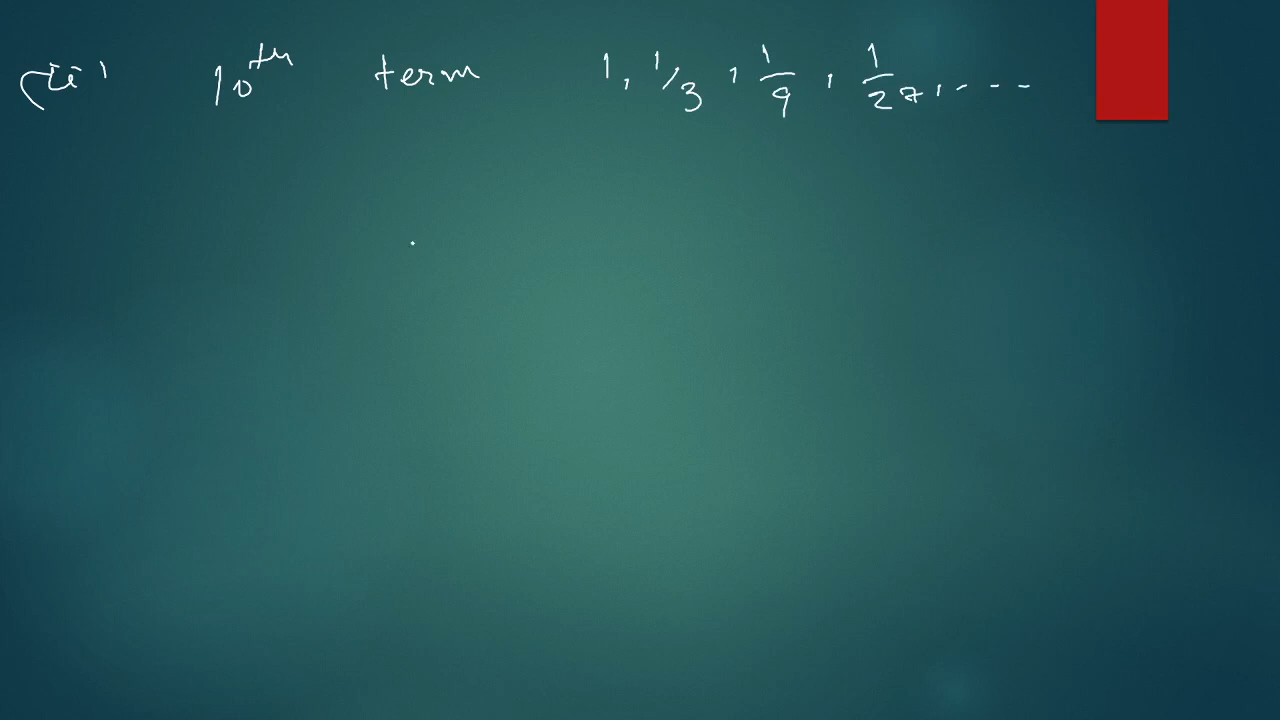 (ii) 10th term 1, 1/3, 1/9, 1/27, ----